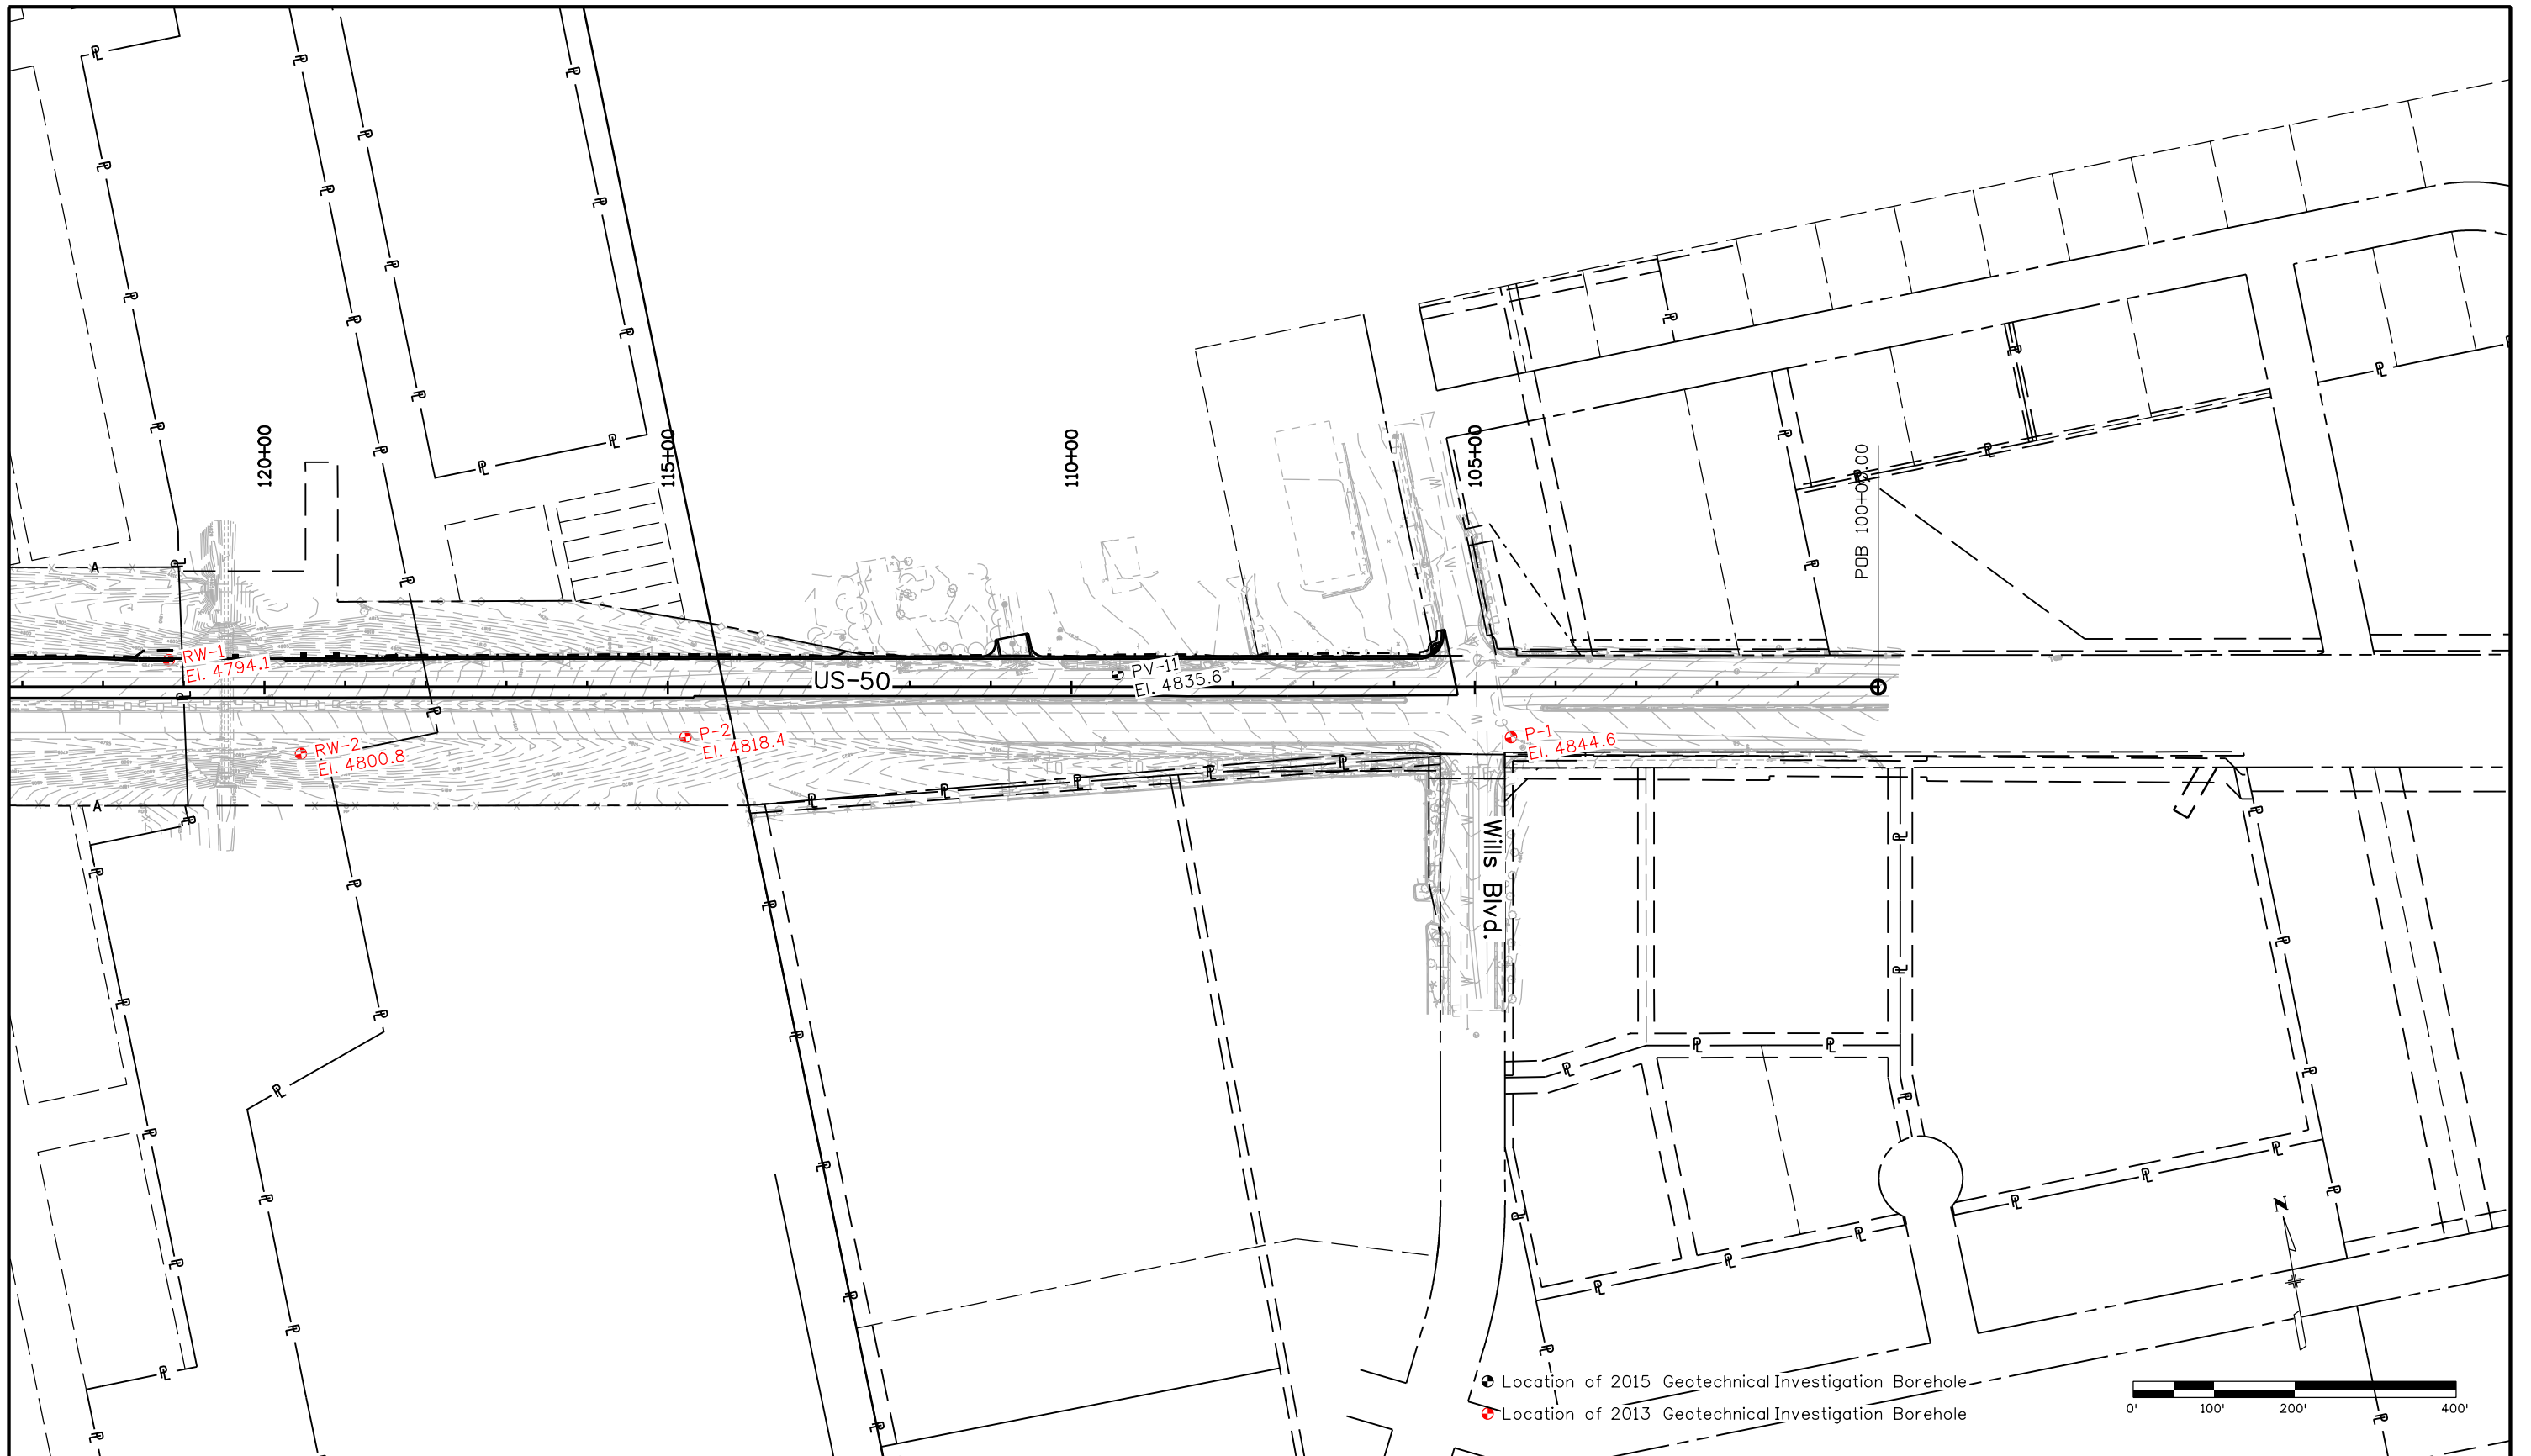 120+00
115+00
110+00
105+00
POB 100+00.00
A
RW-1
El. 4794.1
US-50
PV-11
El. 4835.6
RW-2
El. 4800.8
P-2
El. 4818.4
P-1
El. 4844.6
A
Wills Blvd.
N
Location of 2015 Geotechnical Investigation Borehole
Location of 2013 Geotechnical Investigation Borehole
0' 100' 200' 400'